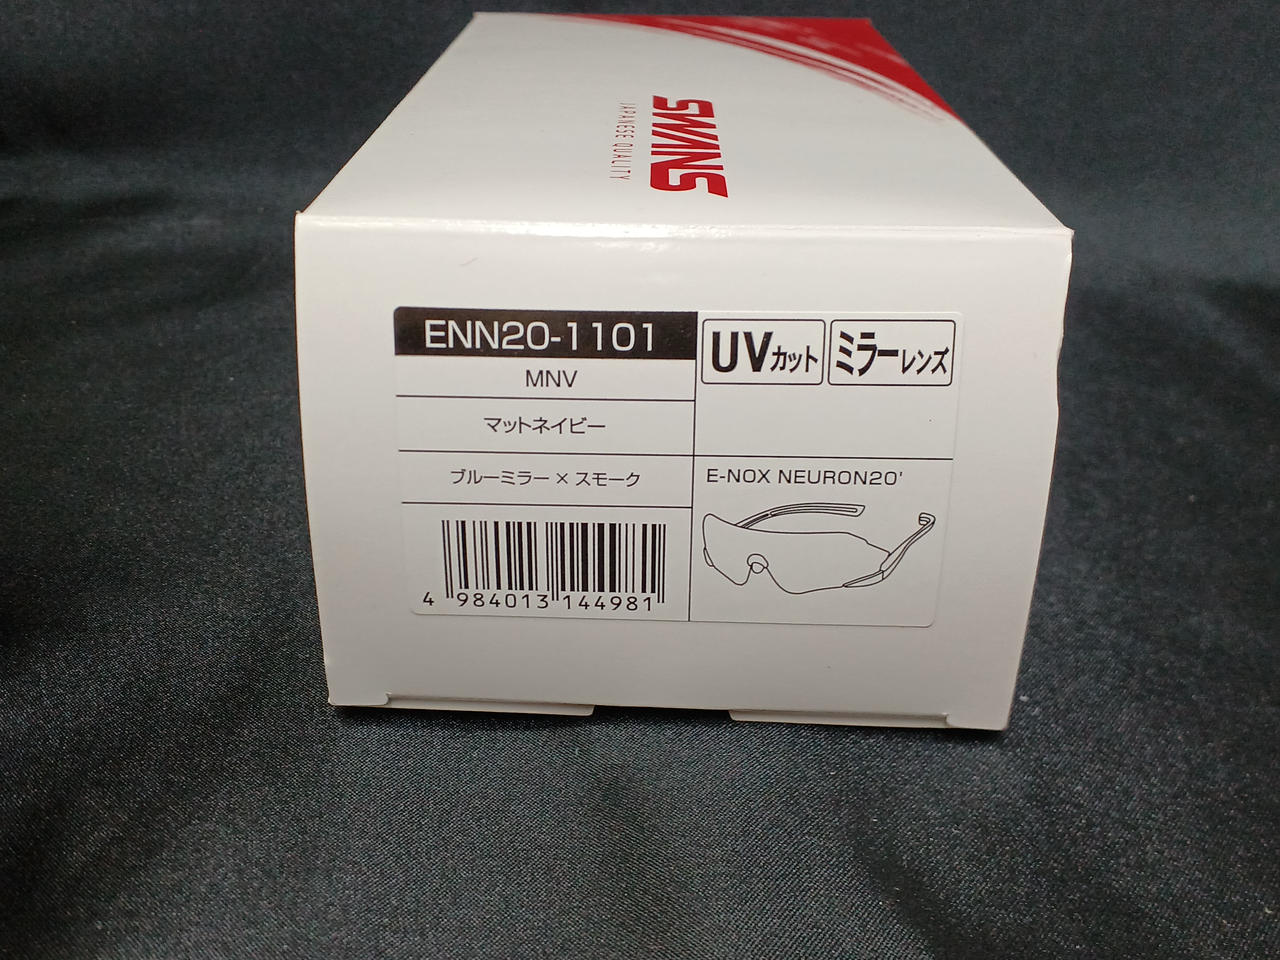 SWANS
JAPANESE QUALITY
ENN20-1101
MNV
マットネイビー
ブルーミラー × スモーク
4 984013 144981
UVカット
ミラーレンズ
E-NOX NEURON20'